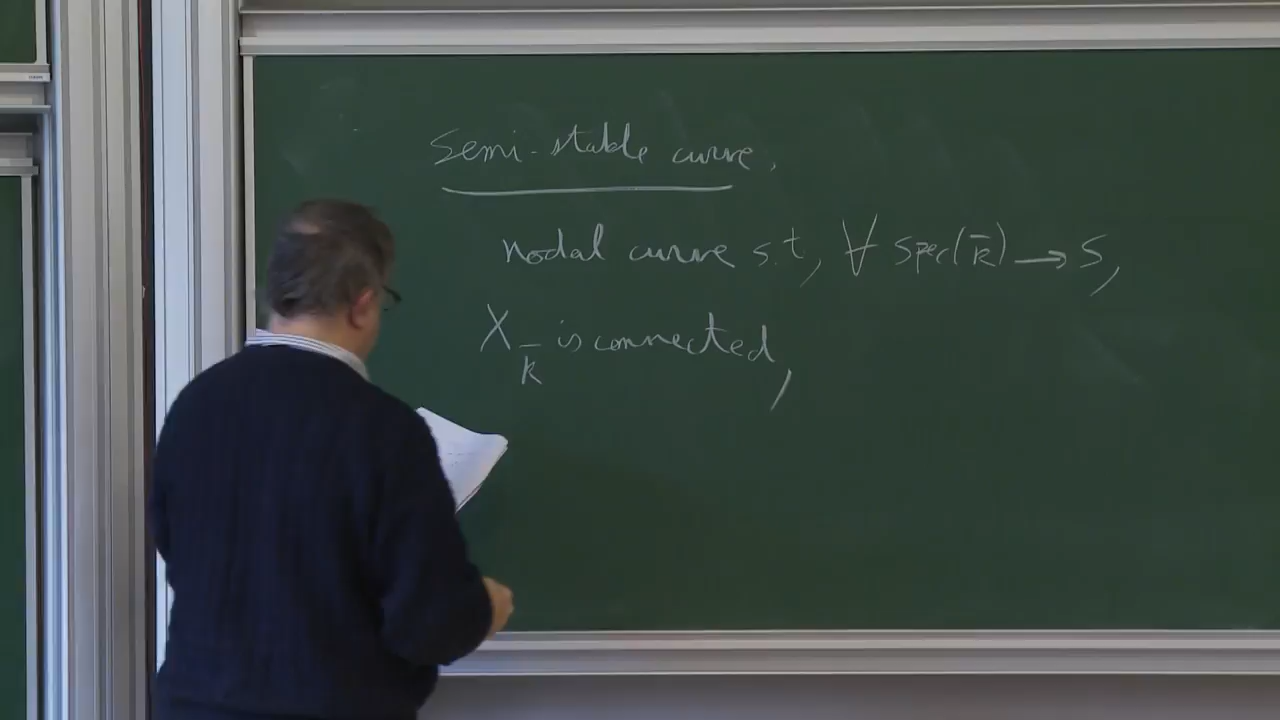 Semi-stable curve,
nodal curve s.t, ∀ Spec(k̅) → S,
X_k̅ is connected,